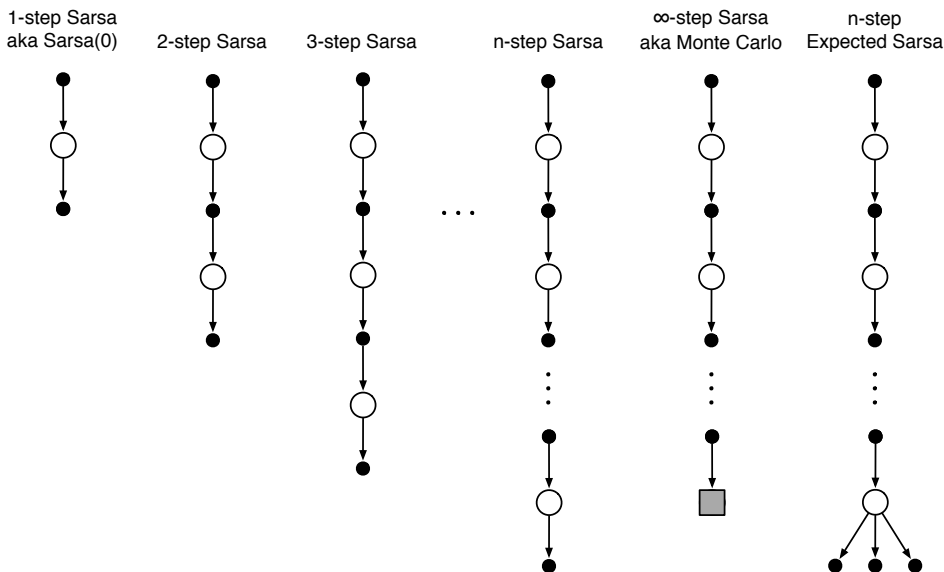 1-step Sarsa
aka Sarsa(0)
2-step Sarsa
3-step Sarsa
n-step Sarsa
∞-step Sarsa
aka Monte Carlo
n-step
Expected Sarsa